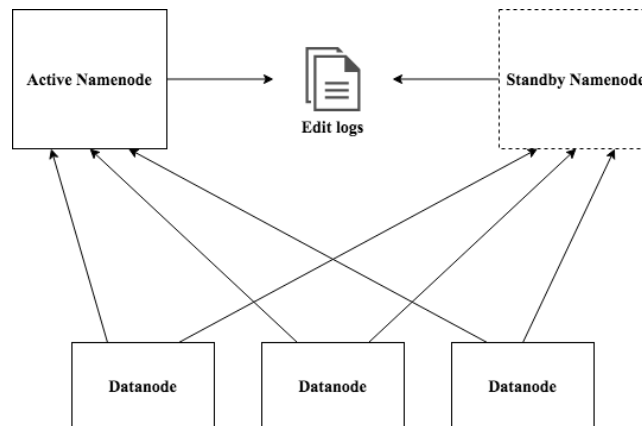 Active Namenode
Edit logs
Standby Namenode
Datanode
Datanode
Datanode